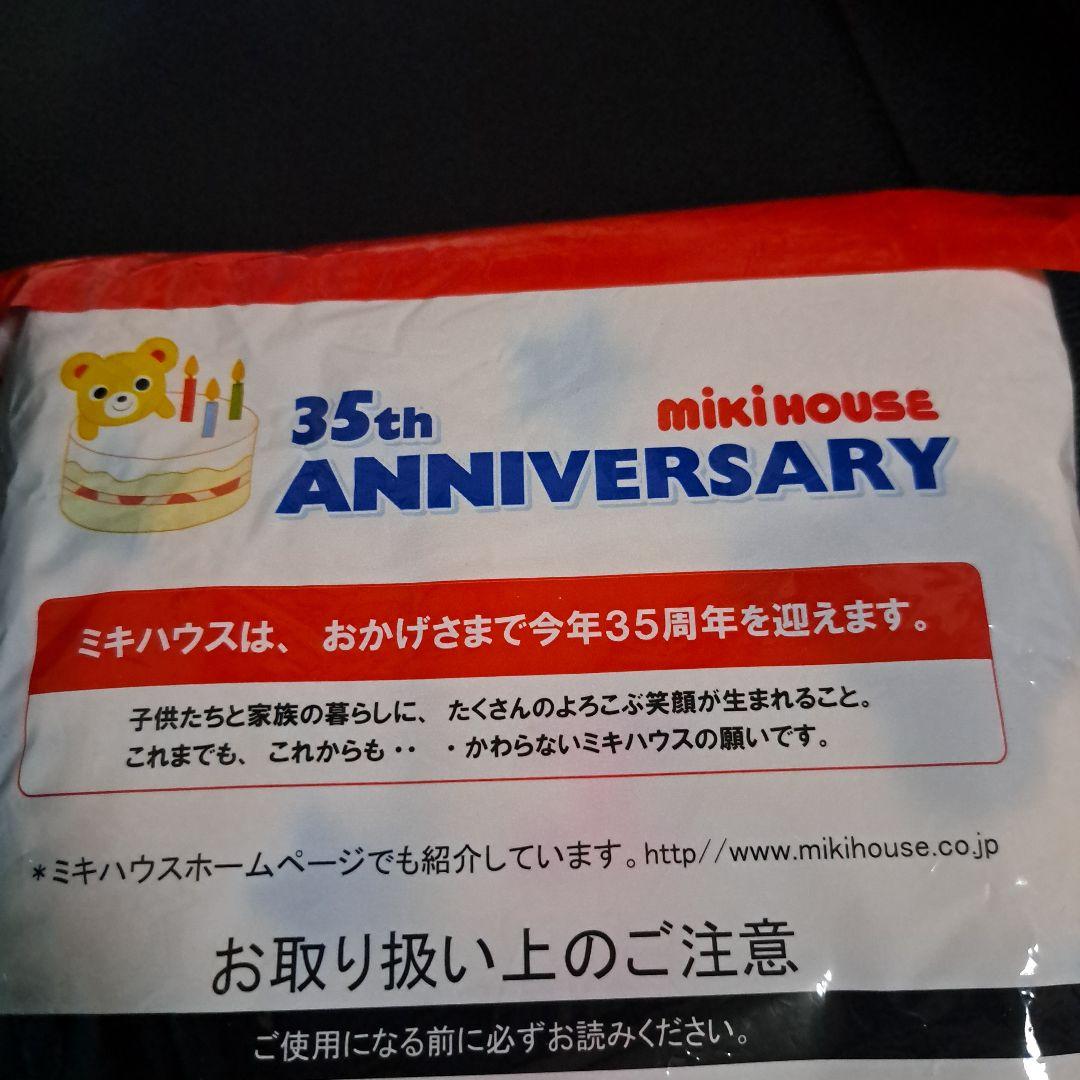 35th
miki HOUSE
ANNIVERSARY
ミキハウスは、おかげさまで今年35周年を迎えます。
子供たちと家族の暮らしに、たくさんのよろこぶ笑顔が生まれること。
これまでも、これからも・・ ・かわらないミキハウスの願いです。
*ミキハウスホームページでも紹介しています。http//www.mikihouse.co.jp
お取り扱い上のご注意
ご使用になる前に必ずお読みください。